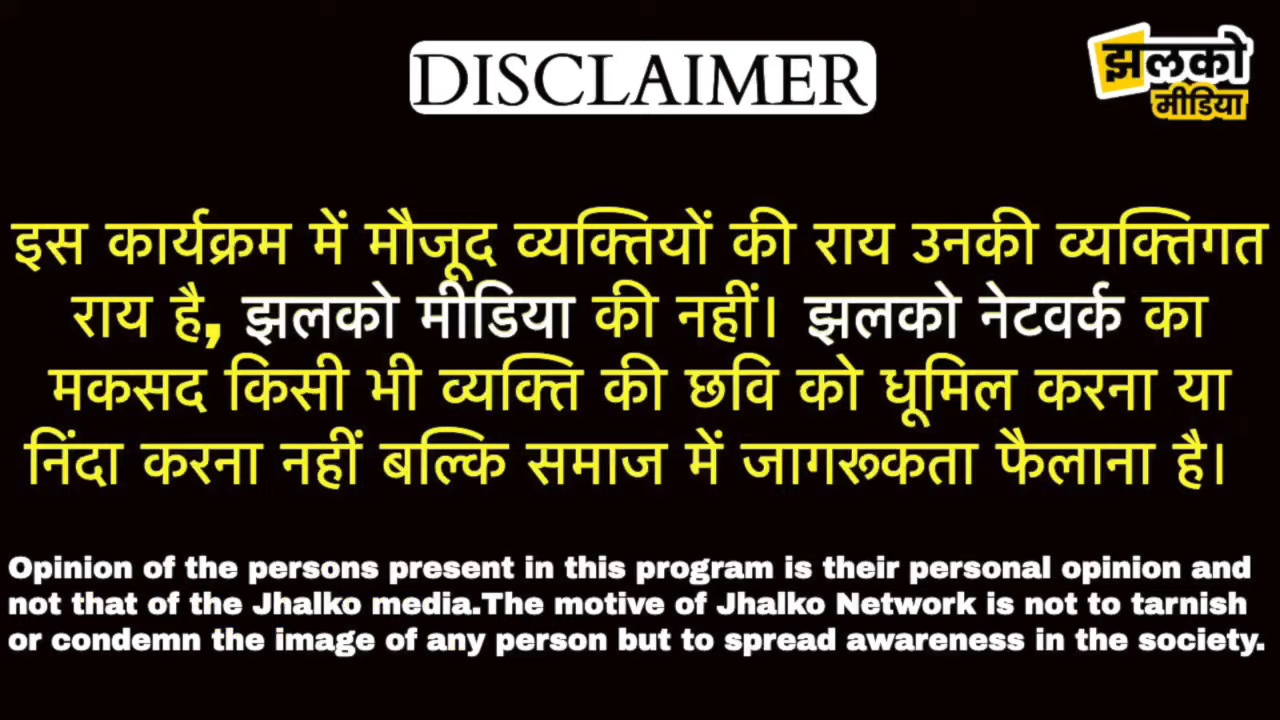 DISCLAIMER
झलको
मीडिया
इस कार्यक्रम में मौजूद व्यक्तियों की राय उनकी व्यक्तिगत
राय है, झलको मीडिया की नहीं। झलको नेटवर्क का
मकसद किसी भी व्यक्ति की छवि को धूमिल करना या
निंदा करना नहीं बल्कि समाज में जागरूकता फैलाना है।
Opinion of the persons present in this program is their personal opinion and
not that of the Jhalko media.The motive of Jhalko Network is not to tarnish
or condemn the image of any person but to spread awareness in the society.